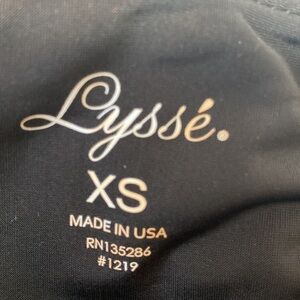 Lyssé.
XS
MADE IN USA
RN135286
#1219